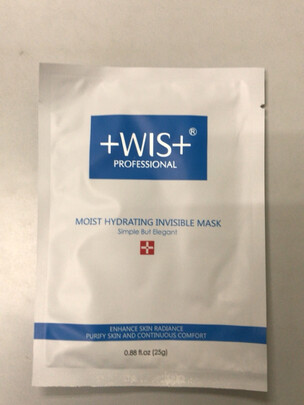 +WIS+®
PROFESSIONAL
MOIST HYDRATING INVISIBLE MASK
Simple But Elegant
ENHANCE SKIN RADIANCE
PURIFY SKIN AND CONTINUOUS COMFORT
0.88 fl.oz (25g)